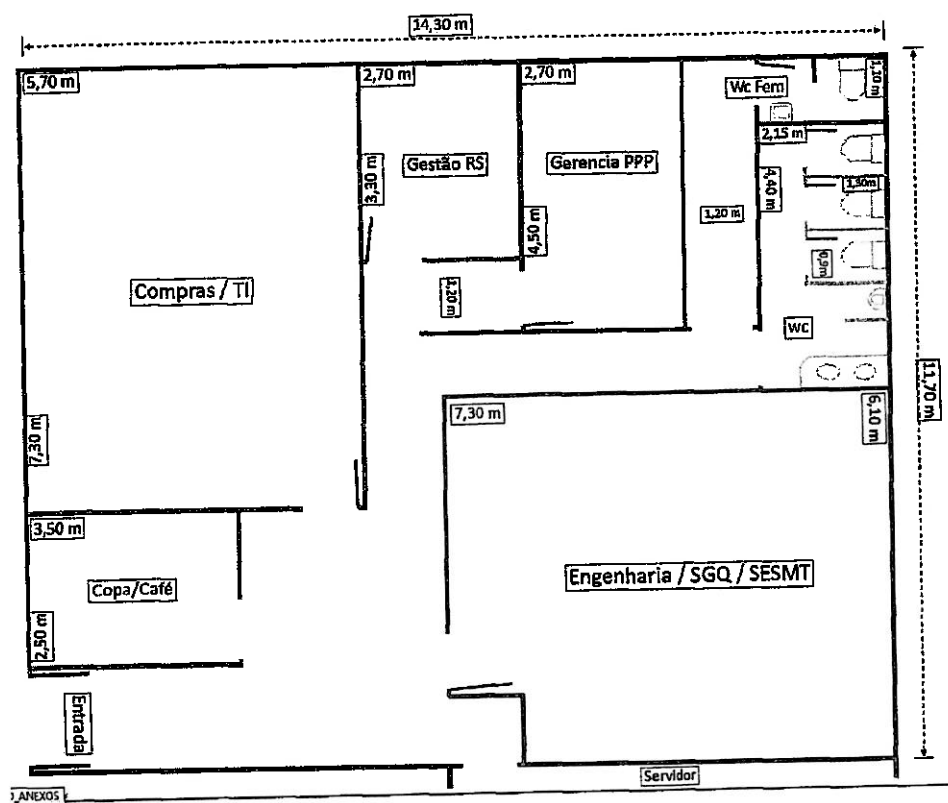 14,30 m
5,70 m
2,70 m
2,70 m
Wc Fem
1,20 m
2,15 m
Gestão RS
Gerencia PPP
3,30 m
4,40 m
1,50m
1,20 m
4,50 m
0,9m
Compras / TI
1,20 m
WC
11,70 m
7,30 m
6,10 m
7,30 m
3,50 m
Engenharia / SGQ / SESMT
Copa/Café
2,50 m
Entrada
Servidor
ANEXOS